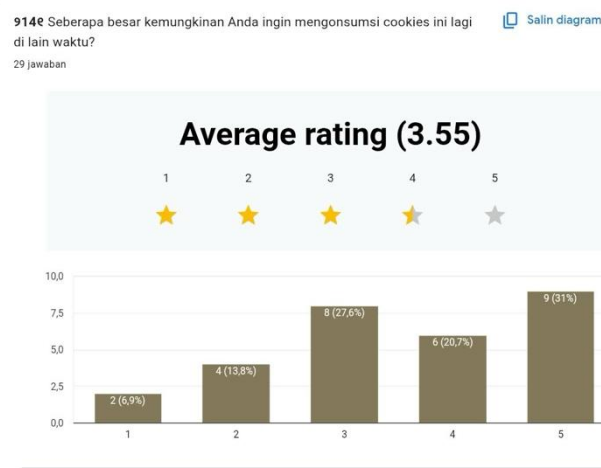 914e Seberapa besar kemungkinan Anda ingin mengonsumsi cookies ini lagi
di lain waktu?
Salin diagram
29 jawaban
Average rating (3.55)
1 2 3 4 5
10,0
7,5
5,0
2,5
0,0
2 (6,9%)
4 (13,8%)
8 (27,6%)
6 (20,7%)
9 (31%)
1 2 3 4 5